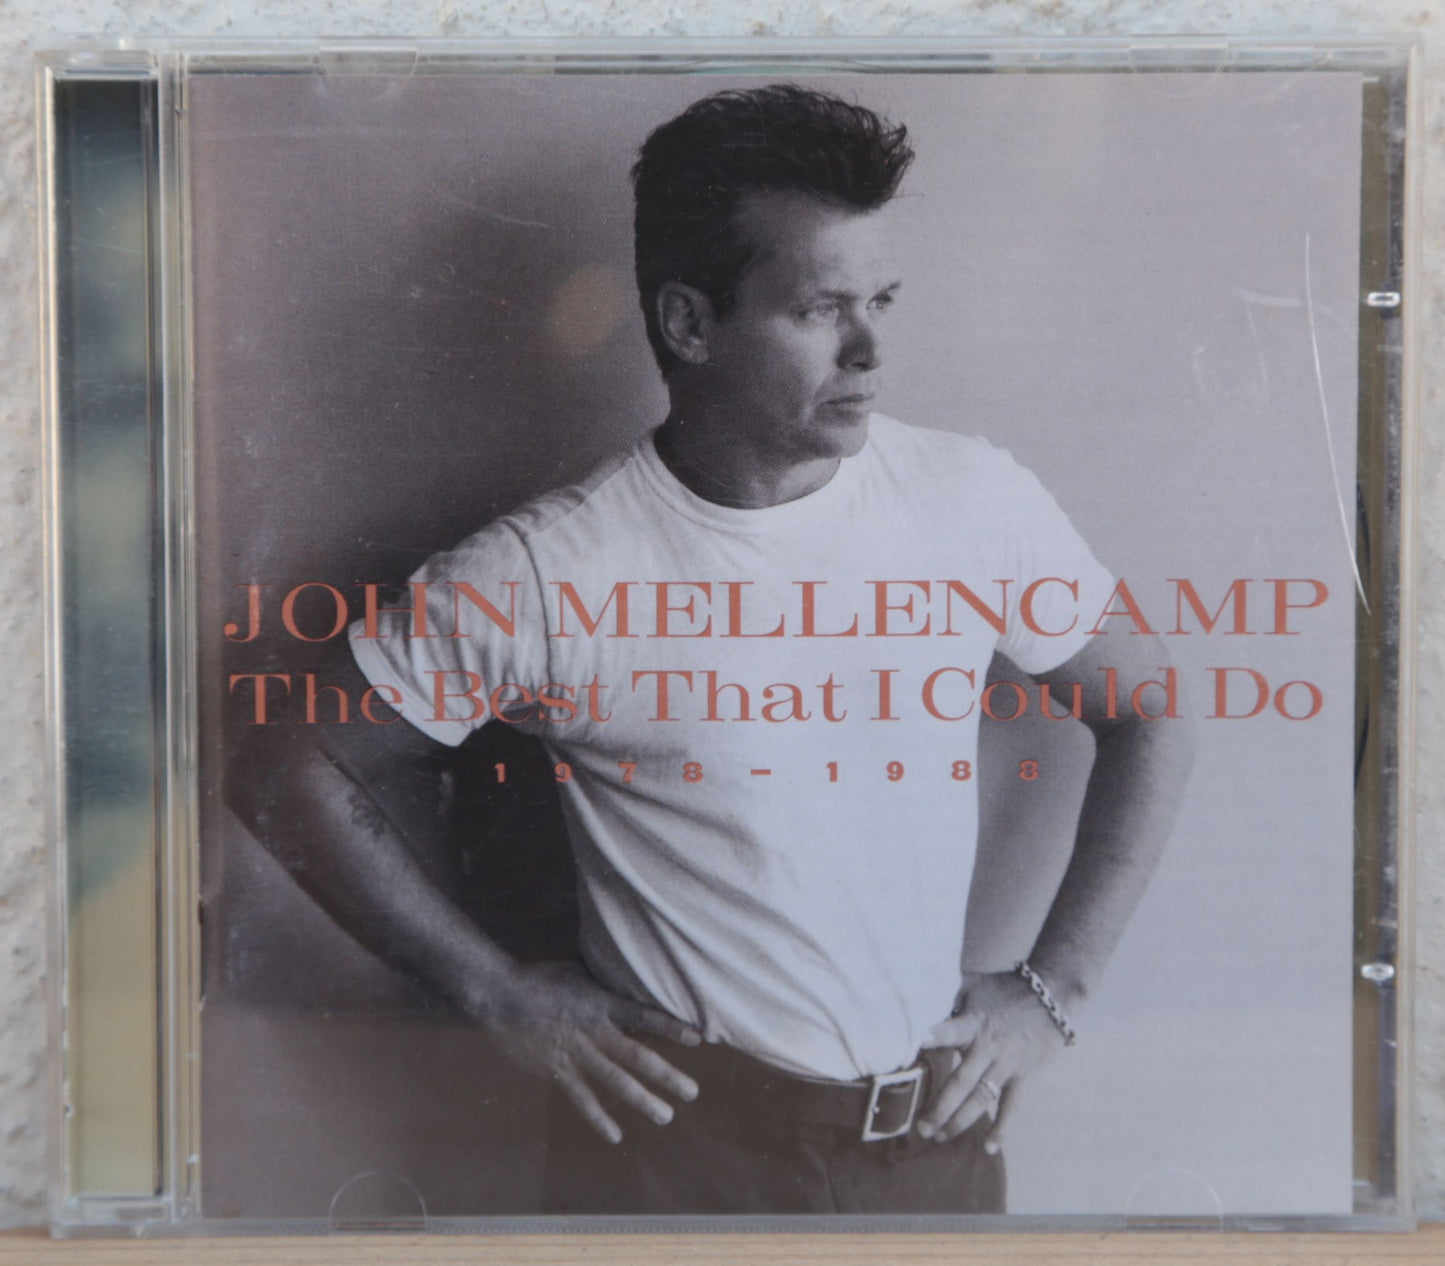 JOHN MELLENCAMP
The Best That I Could Do
1978-1988